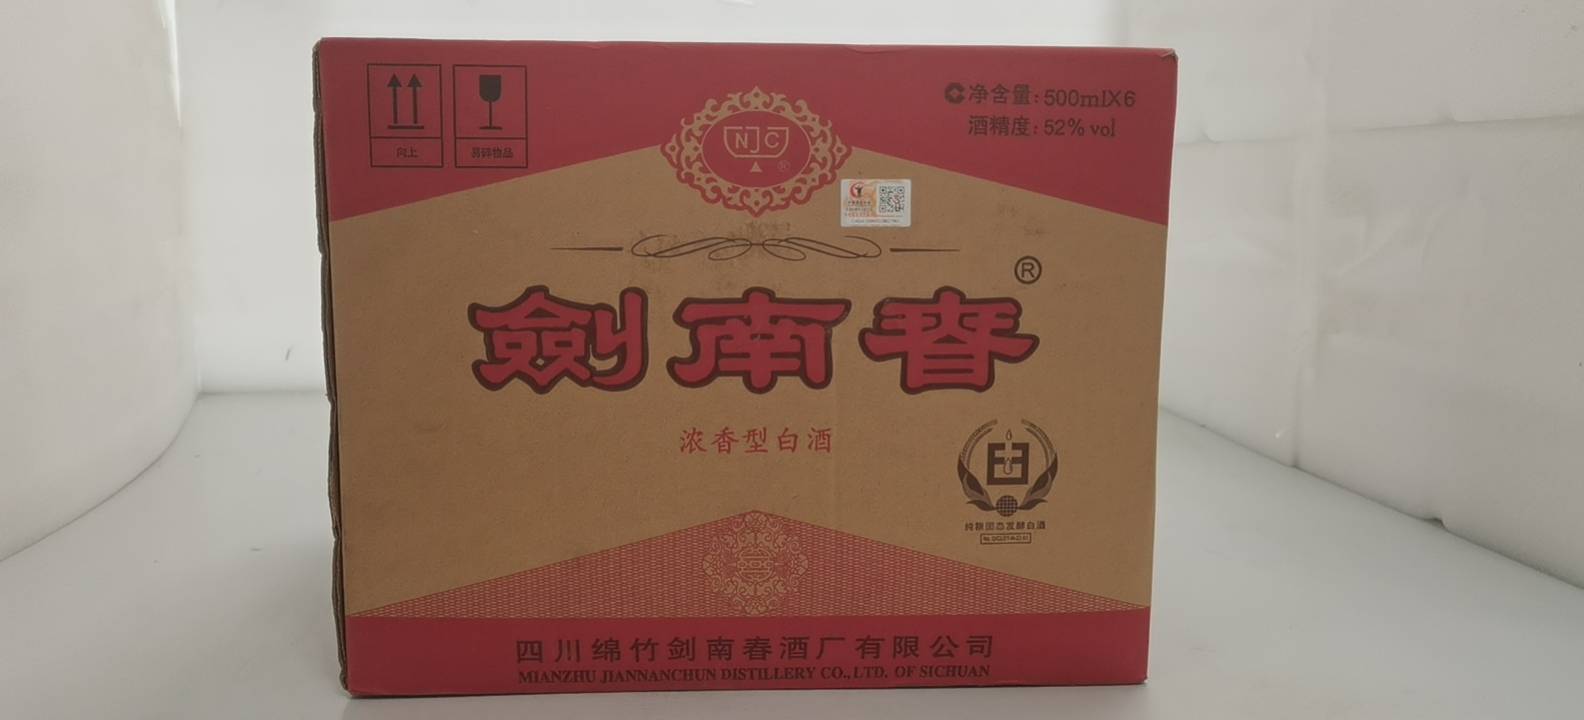 向上
易碎物品
NJC
®
净含量: 500mlX6
酒精度: 52% vol
®
劍南春
浓香型白酒
纯粮固态发酵白酒
四川绵竹剑南春酒厂有限公司
MIANZHU JIANNANCHUN DISTILLERY CO., LTD. OF SICHUAN